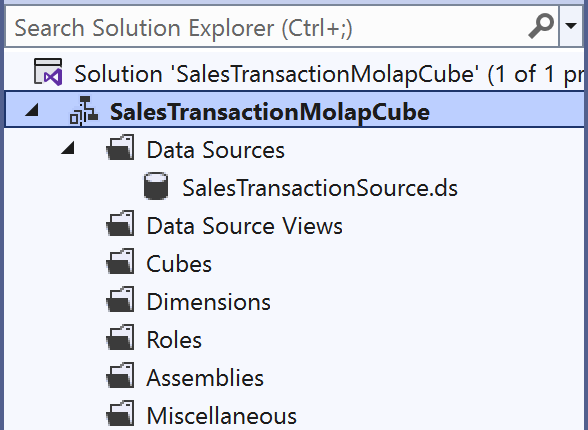 Search Solution Explorer (Ctrl+;)
Solution 'SalesTransactionMolapCube' (1 of 1 pr
SalesTransactionMolapCube
Data Sources
SalesTransactionSource.ds
Data Source Views
Cubes
Dimensions
Roles
Assemblies
Miscellaneous